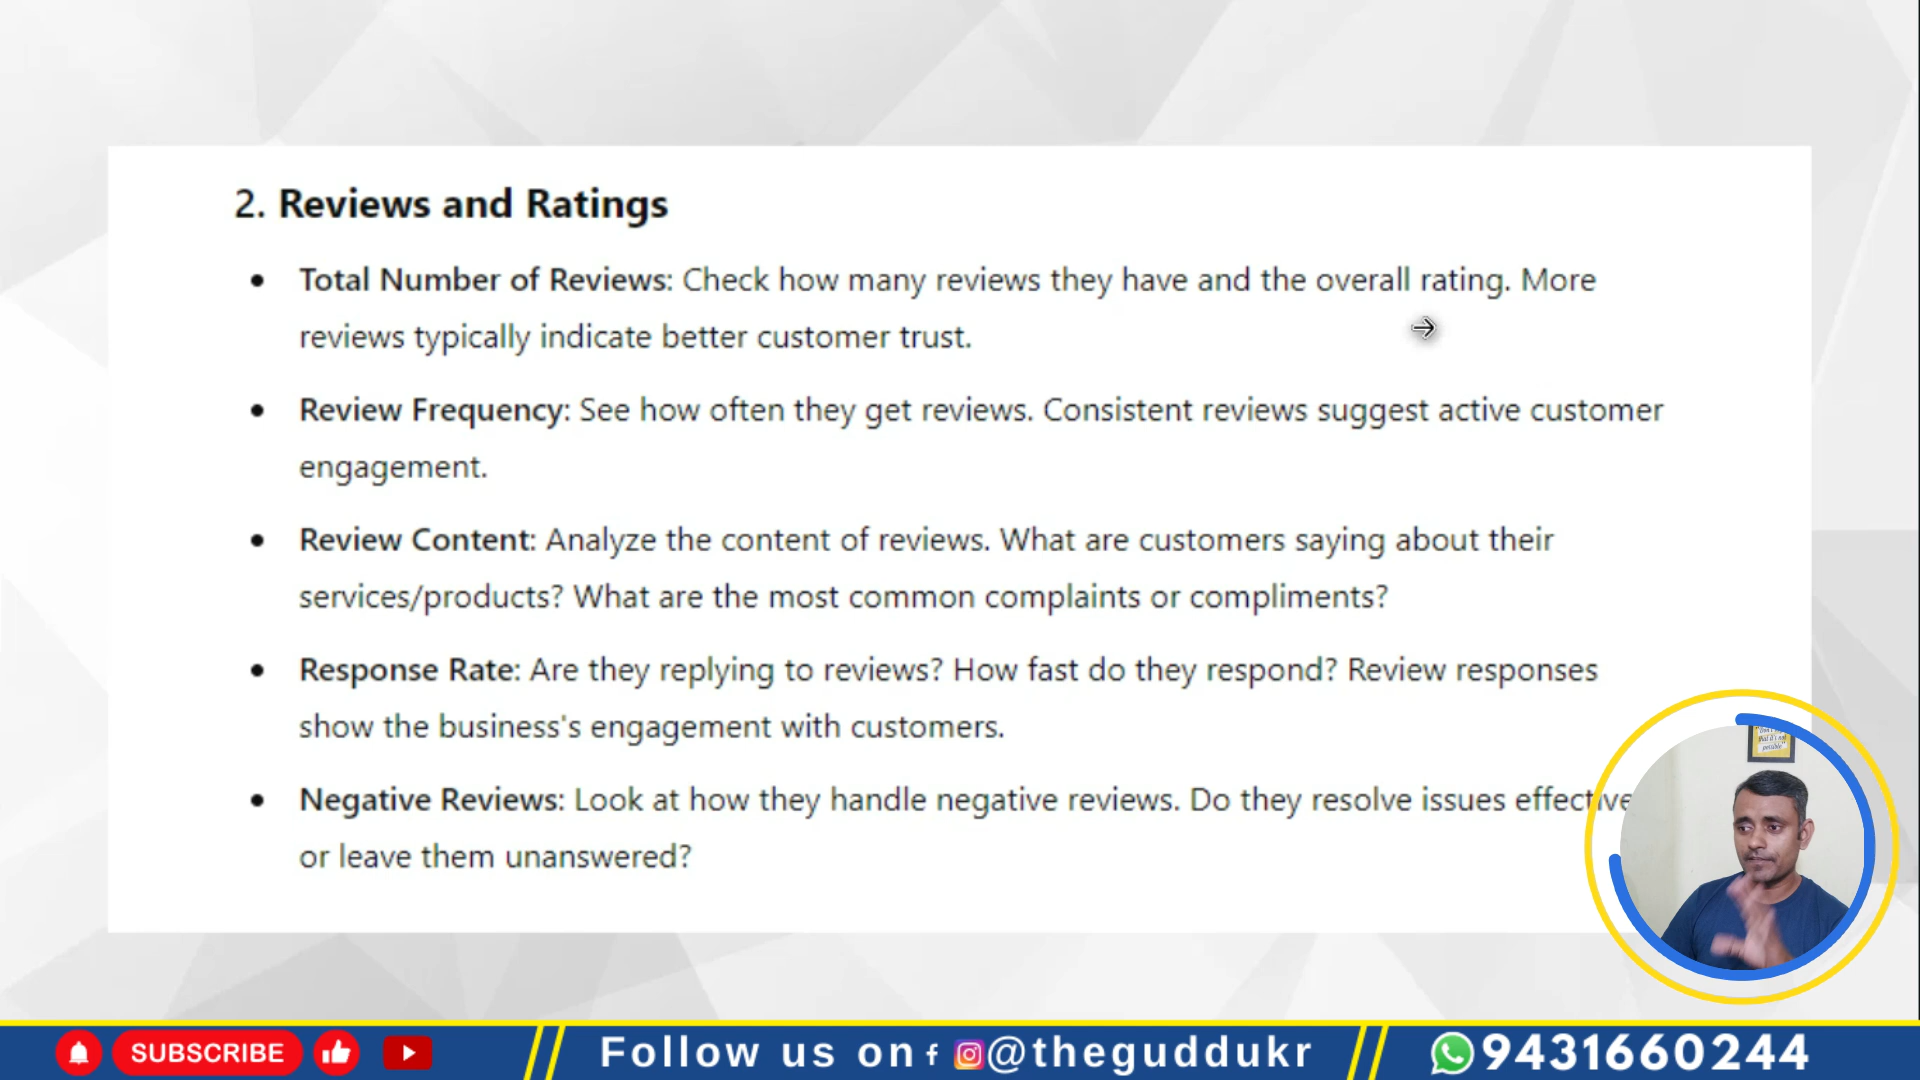 2. Reviews and Ratings
• Total Number of Reviews: Check how many reviews they have and the overall rating. More
reviews typically indicate better customer trust.
• Review Frequency: See how often they get reviews. Consistent reviews suggest active customer
engagement.
• Review Content: Analyze the content of reviews. What are customers saying about their
services/products? What are the most common complaints or compliments?
• Response Rate: Are they replying to reviews? How fast do they respond? Review responses
show the business's engagement with customers.
• Negative Reviews: Look at how they handle negative reviews. Do they resolve issues effective
or leave them unanswered?
that it's not
possible"
SUBSCRIBE
Follow us on f @theguddukr
9431660244